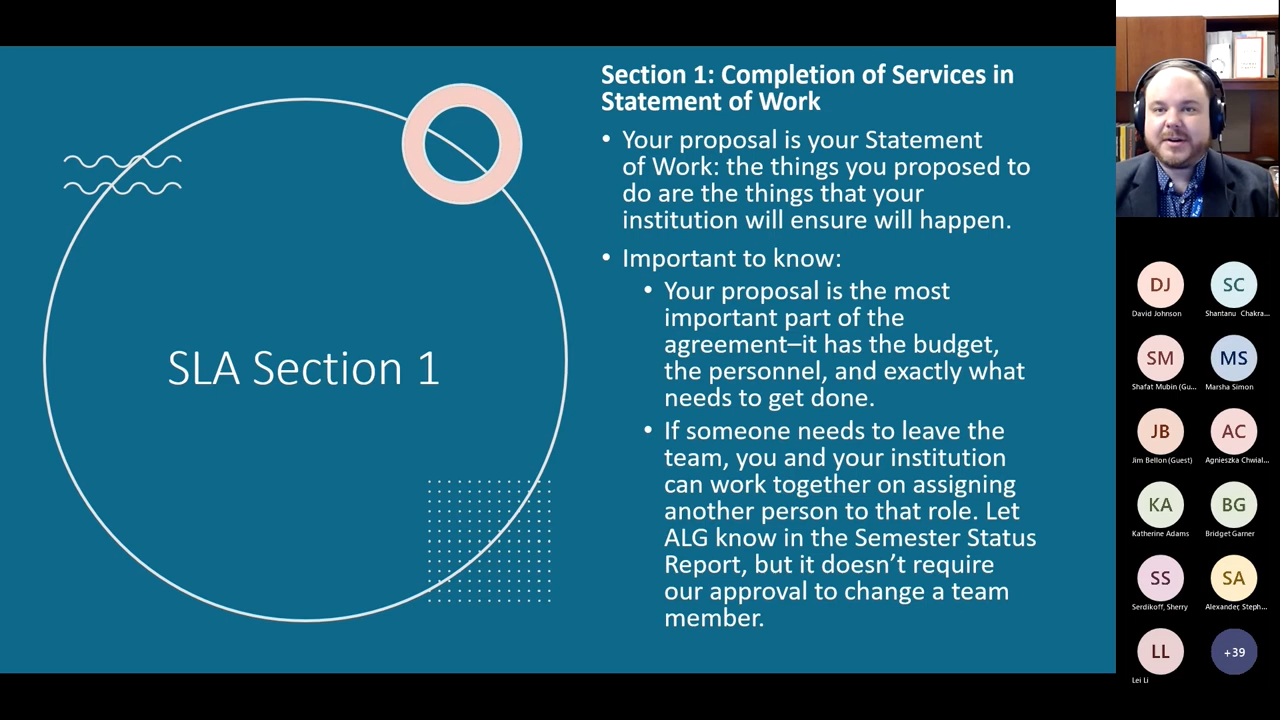 Section 1: Completion of Services in
Statement of Work
• Your proposal is your Statement
of Work: the things you proposed to
do are the things that your
institution will ensure will happen.
• Important to know:
• Your proposal is the most
important part of the
agreement–it has the budget,
the personnel, and exactly what
needs to get done.
• If someone needs to leave the
team, you and your institution
can work together on assigning
another person to that role. Let
ALG know in the Semester Status
Report, but it doesn’t require
our approval to change a team
member.
SLA Section 1
DJ
David Johnson
SC
Shantanu Chakra...
SM
Shafat Mubin (Gu...
MS
Marsha Simon
JB
Jim Bellon (Guest)
AC
Agnieszka Chwial...
KA
Katherine Adams
BG
Bridget Garner
SS
Serdikoff, Sherry
SA
Alexander, Steph...
LL
Lei Li
+39